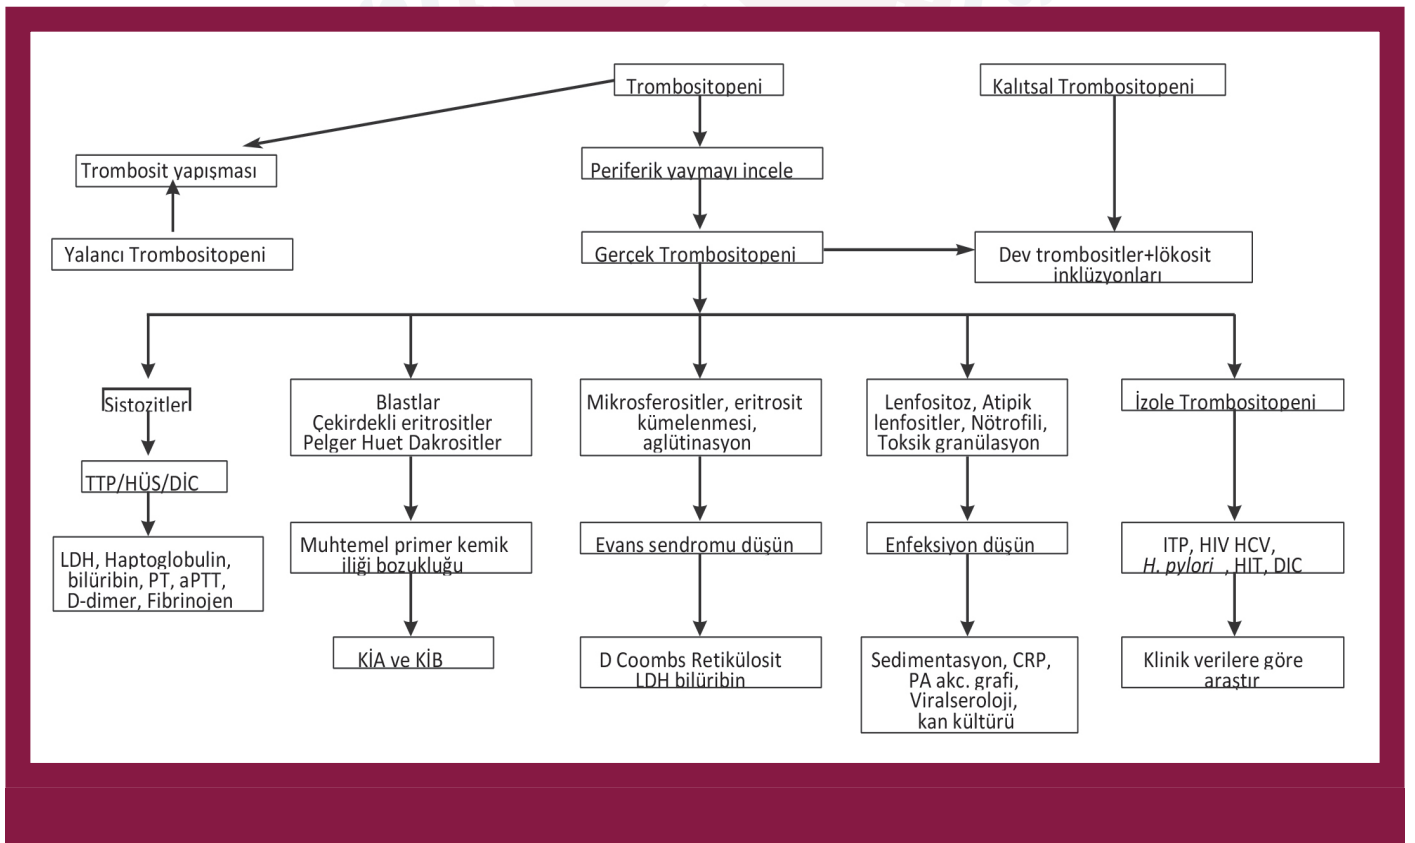 Trombositopeni
Kalıtsal Trombositopeni
Trombosit yapışması
Periferik yaymayı incele
Yalancı Trombositopeni
Gerçek Trombositopeni
Dev trombositler+lökosit
inklüzyonları
Sistozitler
Blastlar
Çekirdekli eritrositler
Pelger Huet Dakrositler
Mikrosferositler, eritrosit
kümelenmesi,
aglütinasyon
Lenfositoz, Atipik
lenfositler, Nötrofili,
Toksik granülasyon
İzole Trombositopeni
TTP/HÜS/DİC
LDH, Haptoglobulin,
bilüribin, PT, aPTT,
D-dimer, Fibrinojen
Muhtemel primer kemik
iliği bozukluğu
Evans sendromu düşün
Enfeksiyon düşün
ITP, HIV HCV,
H. pylori , HIT, DIC
KİA ve KİB
D Coombs Retikülosit
LDH bilüribin
Sedimentasyon, CRP,
PA akc. grafi,
Viralseroloji,
kan kültürü
Klinik verilere göre
araştır